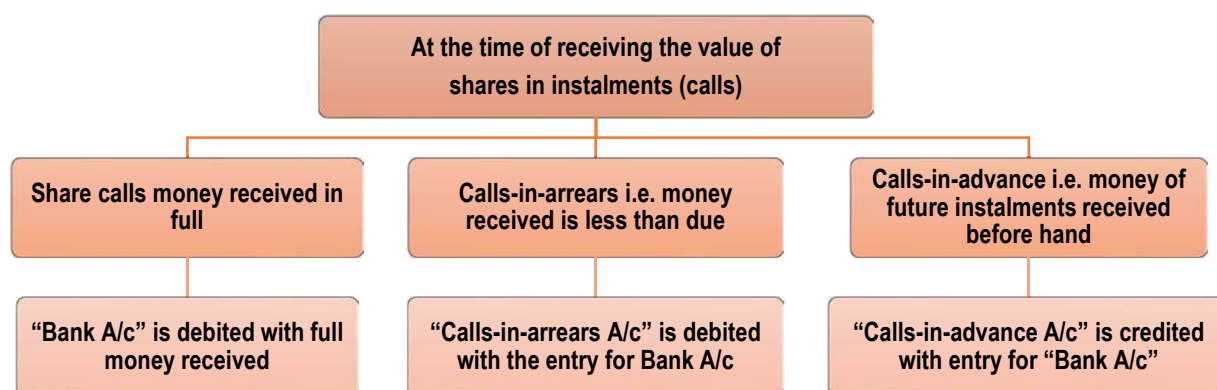 At the time of receiving the value of
shares in instalments (calls)
Share calls money received in
full
Calls-in-arrears i.e. money
received is less than due
Calls-in-advance i.e. money of
future instalments received
before hand
“Bank A/c” is debited with full
money received
“Calls-in-arrears A/c” is debited
with the entry for Bank A/c
“Calls-in-advance A/c” is credited
with entry for “Bank A/c”